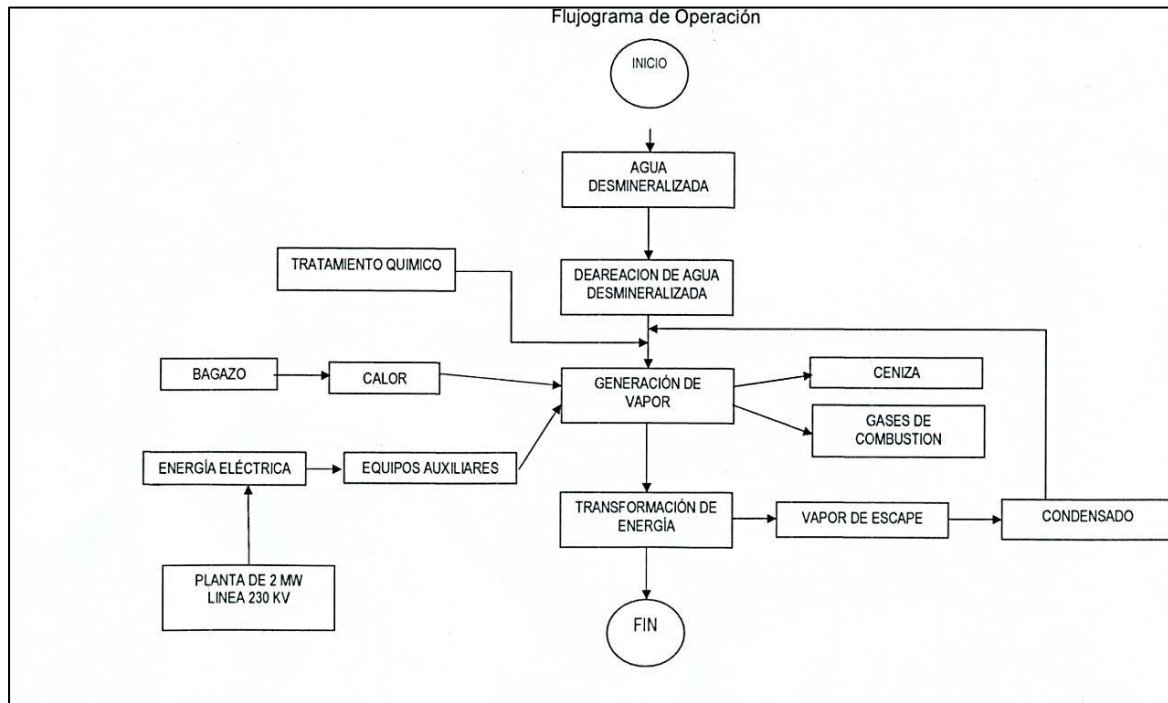 Flujograma de Operación
INICIO
AGUA
DESMINERALIZADA
TRATAMIENTO QUIMICO
DEAREACION DE AGUA
DESMINERALIZADA
BAGAZO
CALOR
GENERACIÓN DE
VAPOR
CENIZA
GASES DE
COMBUSTION
ENERGÍA ELÉCTRICA
EQUIPOS AUXILIARES
TRANSFORMACIÓN DE
ENERGÍA
VAPOR DE ESCAPE
CONDENSADO
PLANTA DE 2 MW
LINEA 230 KV
FIN